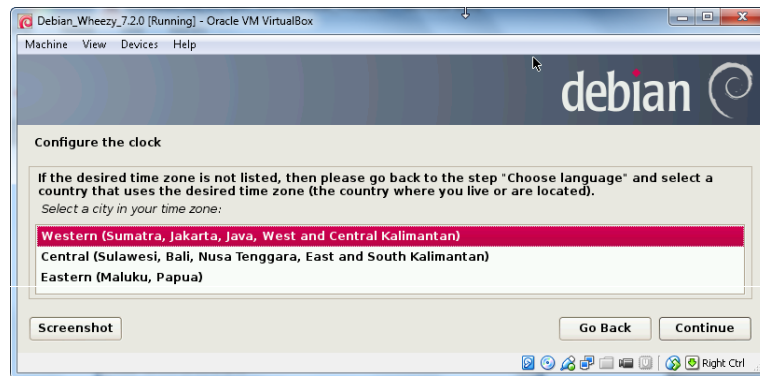 Debian_Wheezy_7.2.0 [Running] - Oracle VM VirtualBox
Machine View Devices Help
debian
Configure the clock
If the desired time zone is not listed, then please go back to the step "Choose language" and select a
country that uses the desired time zone (the country where you live or are located).
Select a city in your time zone:
Western (Sumatra, Jakarta, Java, West and Central Kalimantan)
Central (Sulawesi, Bali, Nusa Tenggara, East and South Kalimantan)
Eastern (Maluku, Papua)
Screenshot Go Back Continue
Right Ctrl